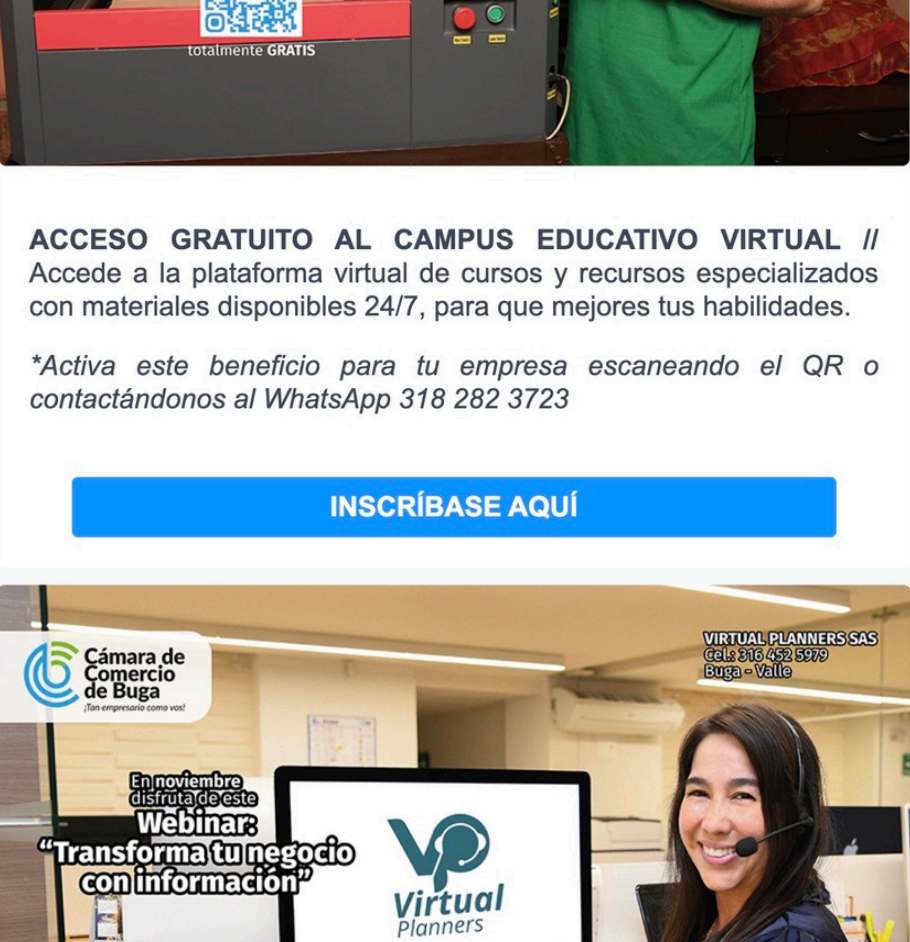 totalmente GRATIS
ACCESO GRATUITO AL CAMPUS EDUCATIVO VIRTUAL //
Accede a la plataforma virtual de cursos y recursos especializados
con materiales disponibles 24/7, para que mejores tus habilidades.
*Activa este beneficio para tu empresa escaneando el QR o
contactándonos al WhatsApp 318 282 3723
INSCRÍBASE AQUÍ
Cámara de
Comercio
de Buga
¡Tan empresario como vos!
VIRTUAL PLANNERS SAS
Cel.: 316 452 5979
Buga - Valle
En noviembre
disfruta de este
Webinar:
“Transforma tu negocio
con información”
VP
Virtual
Planners